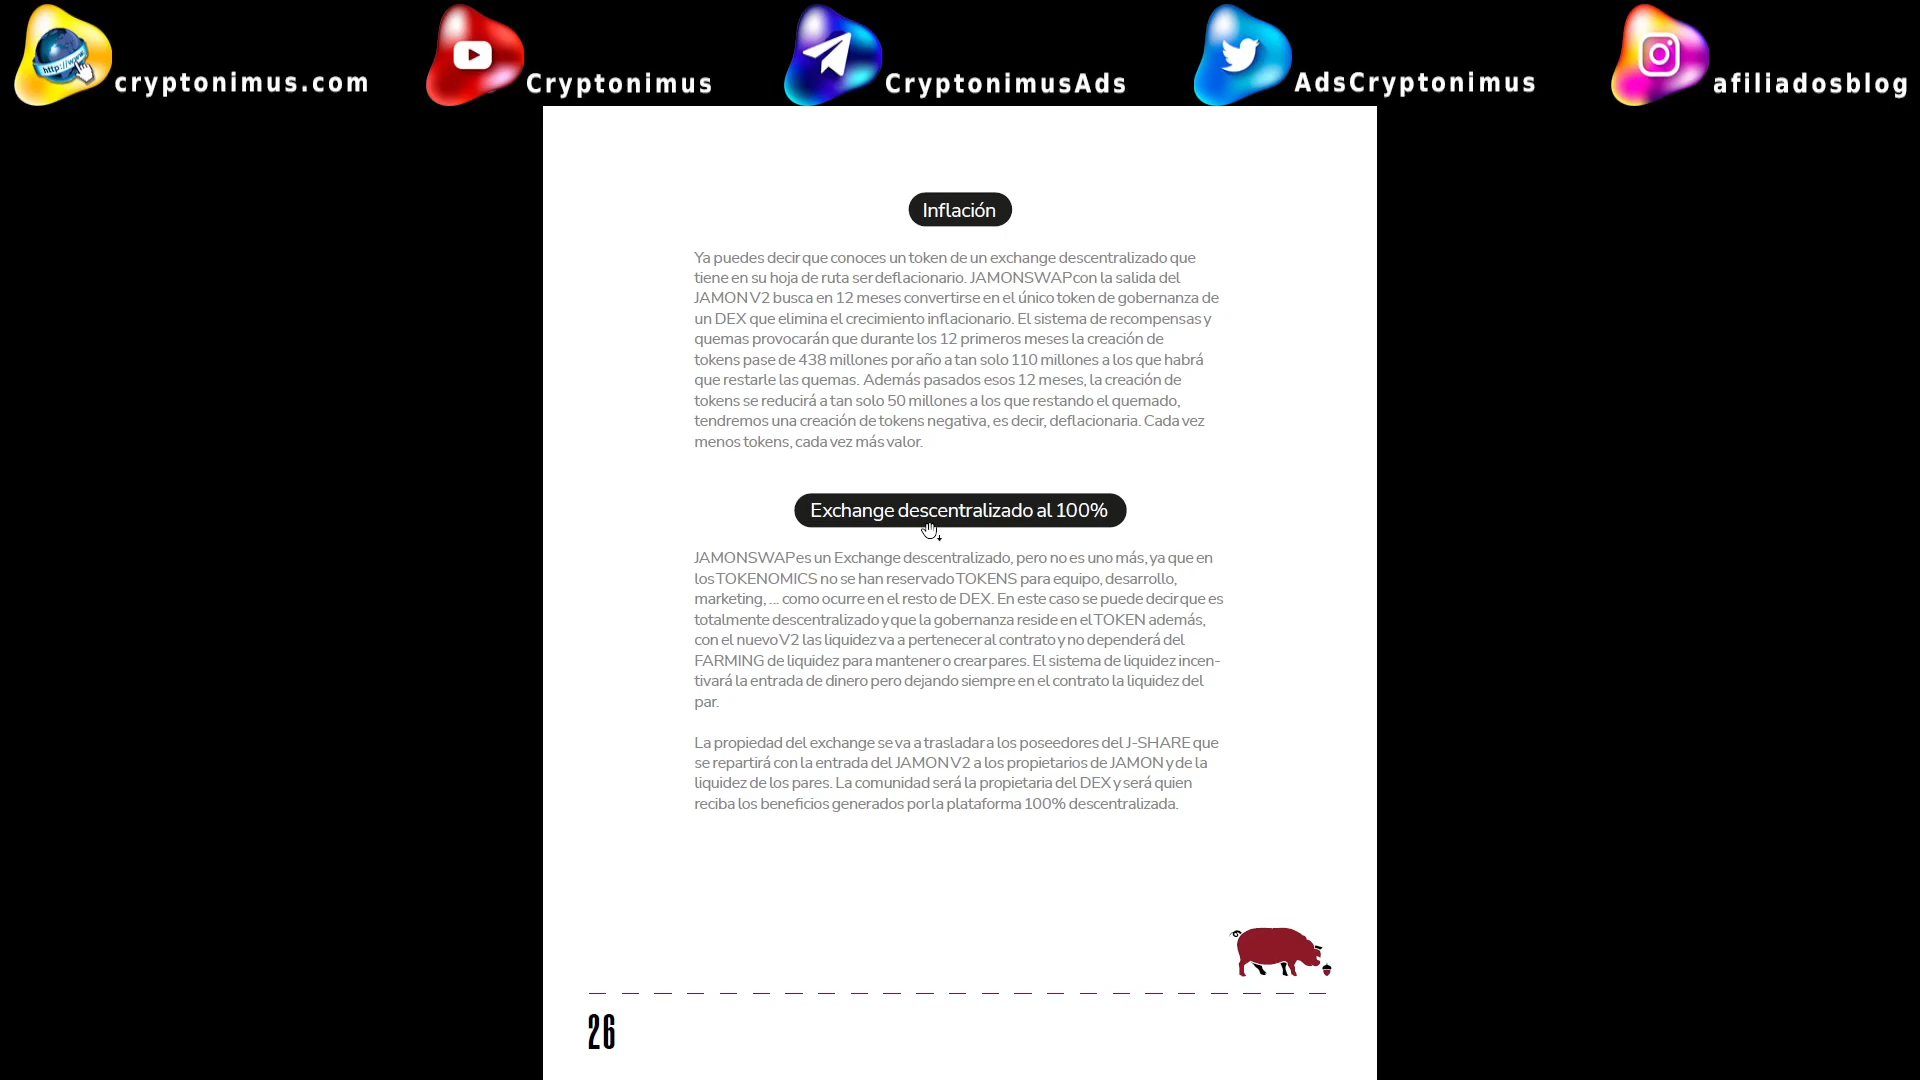 cryptonimus.com
Cryptonimus
CryptonimusAds
AdsCryptonimus
afiliadosblog
http://www
Inflación
Ya puedes decir que conoces un token de un exchange descentralizado que
tiene en su hoja de ruta ser deflacionario. JAMONSWAP con la salida del
JAMON V2 busca en 12 meses convertirse en el único token de gobernanza de
un DEX que elimina el crecimiento inflacionario. El sistema de recompensas y
quemas provocarán que durante los 12 primeros meses la creación de
tokens pase de 438 millones por año a tan solo 110 millones a los que habrá
que restarle las quemas. Además pasados esos 12 meses, la creación de
tokens se reducirá a tan solo 50 millones a los que restando el quemado,
tendremos una creación de tokens negativa, es decir, deflacionaria. Cada vez
menos tokens, cada vez más valor.
Exchange descentralizado al 100%
JAMONSWAP es un Exchange descentralizado, pero no es uno más, ya que en
los TOKENOMICS no se han reservado TOKENS para equipo, desarrollo,
marketing, ... como ocurre en el resto de DEX. En este caso se puede decir que es
totalmente descentralizado y que la gobernanza reside en el TOKEN además,
con el nuevo V2 las liquidez va a pertenecer al contrato y no dependerá del
FARMING de liquidez para mantener o crear pares. El sistema de liquidez incen-
tivará la entrada de dinero pero dejando siempre en el contrato la liquidez del
par.
La propiedad del exchange se va a trasladar a los poseedores del J-SHARE que
se repartirá con la entrada del JAMON V2 a los propietarios de JAMON y de la
liquidez de los pares. La comunidad será la propietaria del DEX y será quien
reciba los beneficios generados por la plataforma 100% descentralizada.
26